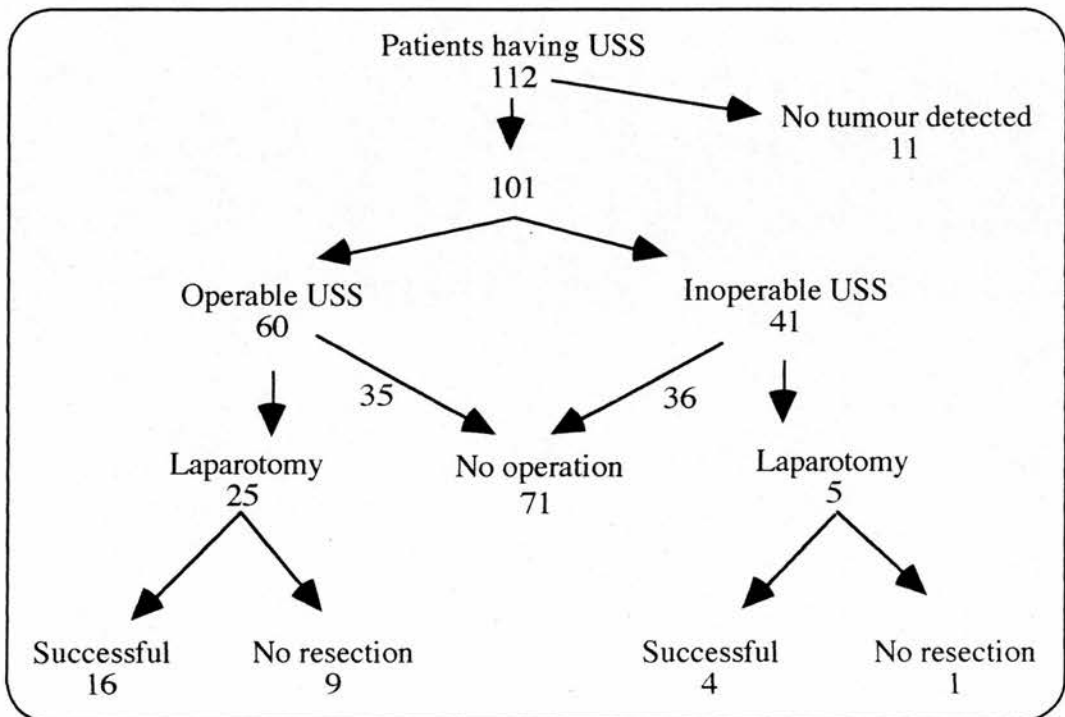 Patients having USS
112
No tumour detected
11
101
Operable USS
60
Inoperable USS
41
35
36
Laparotomy
25
No operation
71
Laparotomy
5
Successful
16
No resection
9
Successful
4
No resection
1